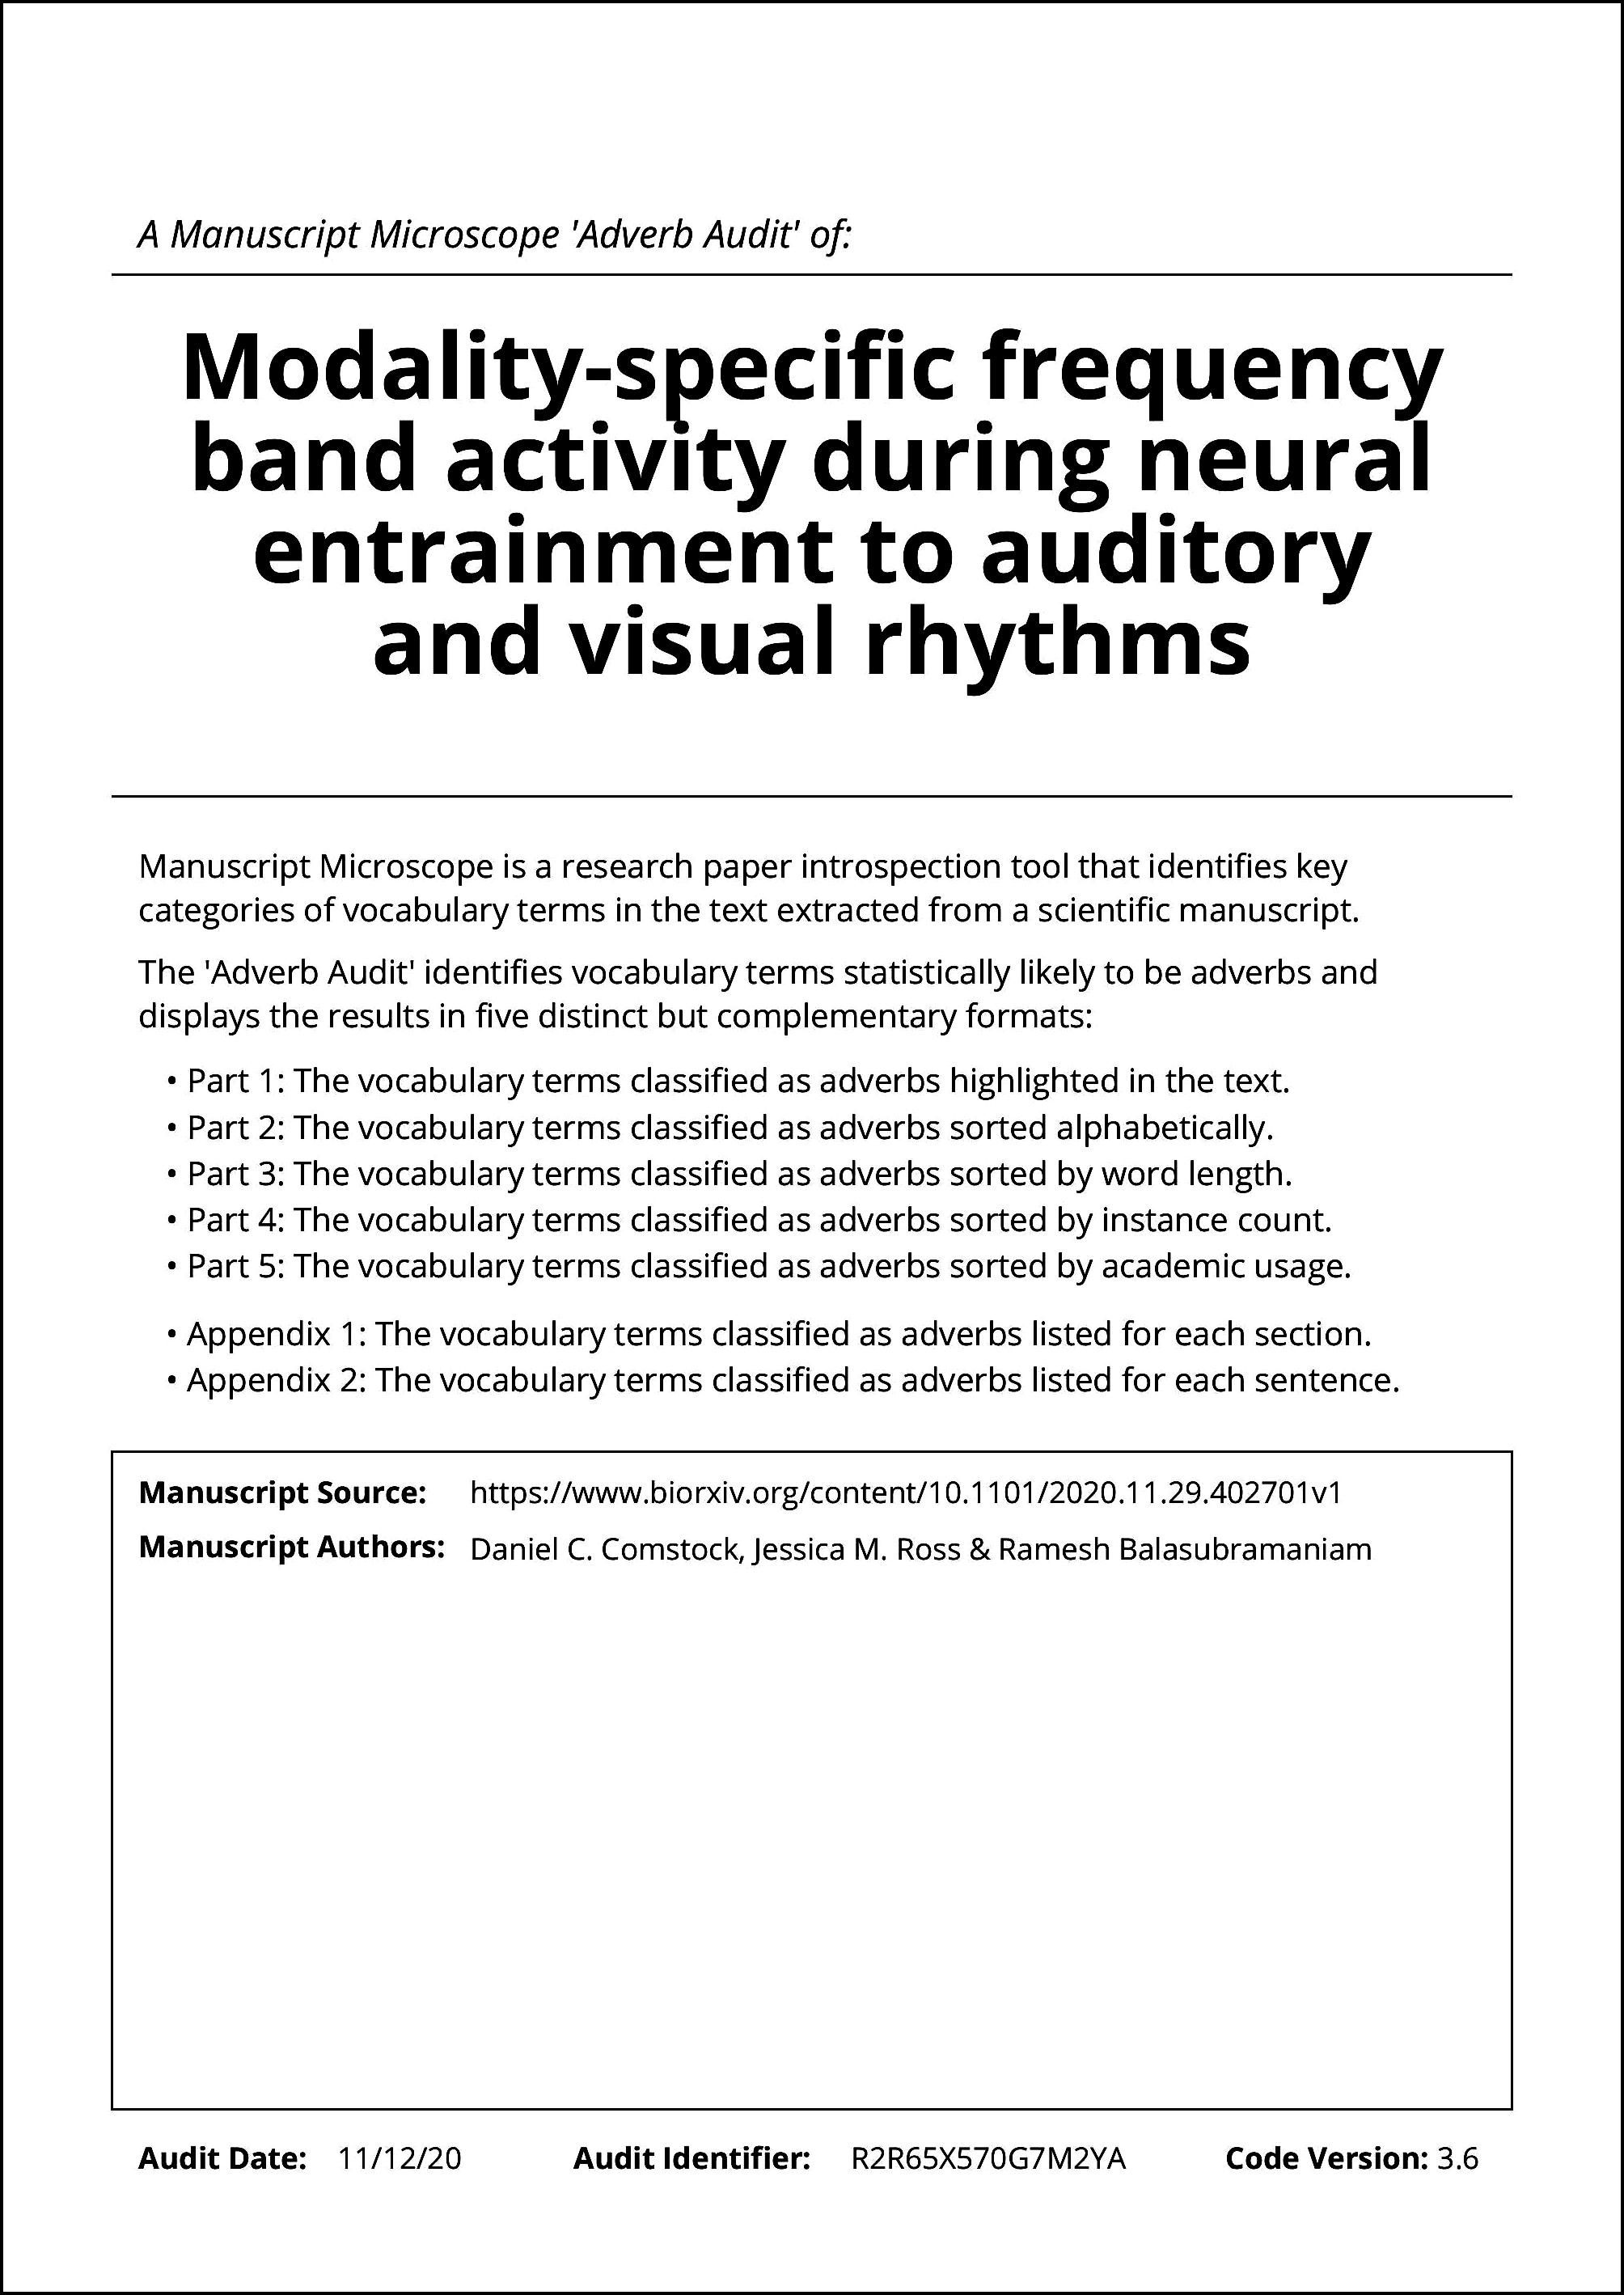 A Manuscript Microscope 'Adverb Audit' of:
Modality-specific frequency
band activity during neural
entrainment to auditory
and visual rhythms
Manuscript Microscope is a research paper introspection tool that identifies key
categories of vocabulary terms in the text extracted from a scientific manuscript.
The 'Adverb Audit' identifies vocabulary terms statistically likely to be adverbs and
displays the results in five distinct but complementary formats:
• Part 1: The vocabulary terms classified as adverbs highlighted in the text.
• Part 2: The vocabulary terms classified as adverbs sorted alphabetically.
• Part 3: The vocabulary terms classified as adverbs sorted by word length.
• Part 4: The vocabulary terms classified as adverbs sorted by instance count.
• Part 5: The vocabulary terms classified as adverbs sorted by academic usage.
• Appendix 1: The vocabulary terms classified as adverbs listed for each section.
• Appendix 2: The vocabulary terms classified as adverbs listed for each sentence.
Manuscript Source: https://www.biorxiv.org/content/10.1101/2020.11.29.402701v1
Manuscript Authors: Daniel C. Comstock, Jessica M. Ross & Ramesh Balasubramaniam
Audit Date: 11/12/20 Audit Identifier: R2R65X570G7M2YA Code Version: 3.6